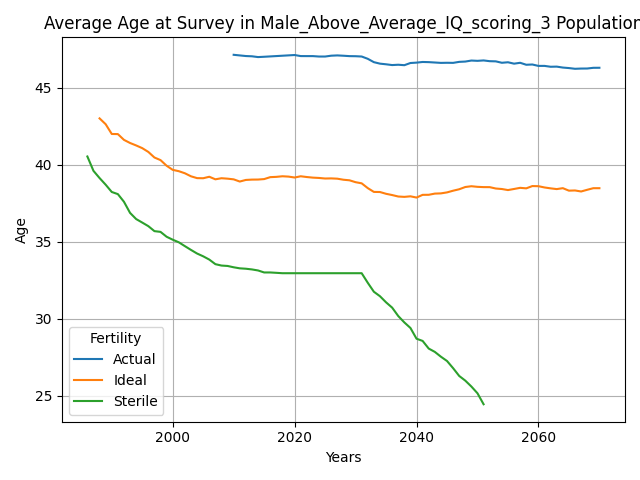 Average Age at Survey in Male_Above_Average_IQ_scoring_3 Population
Age
45
40
35
30
25
Fertility
Actual
Ideal
Sterile
2000
2020
2040
2060
Years